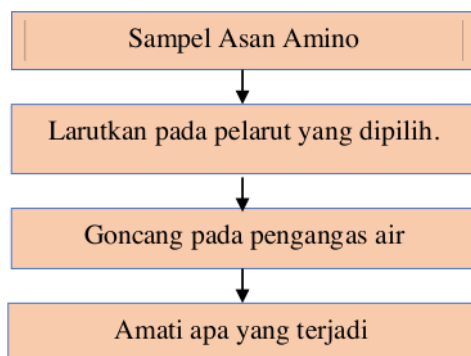 Sampel Asan Amino
Larutkan pada pelarut yang dipilih.
Goncang pada pengangas air
Amati apa yang terjadi